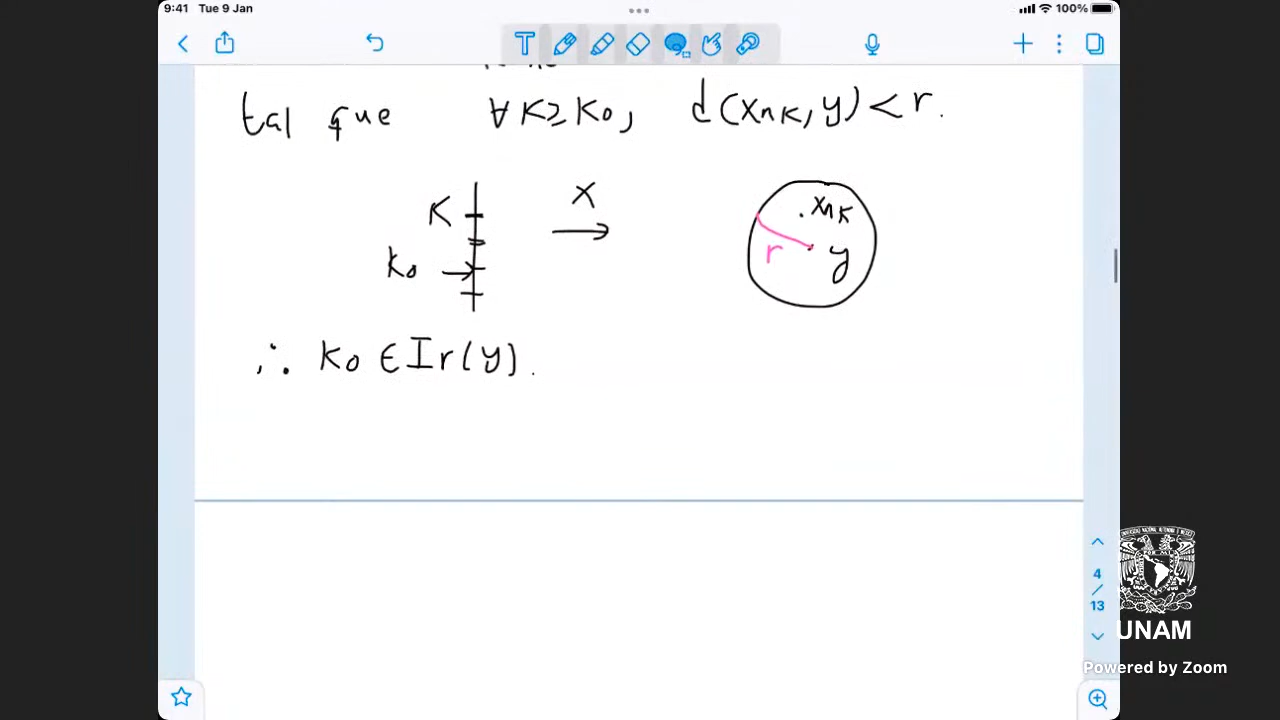 9:41 Tue 9 Jan 100%
tal que ∀ K ≥ K₀, d(xₙₖ, y) < r.
K x xₙₖ
K₀ r y
∴ K₀ ∈ Ir(y).
4
/
13
UNAM
Powered by Zoom